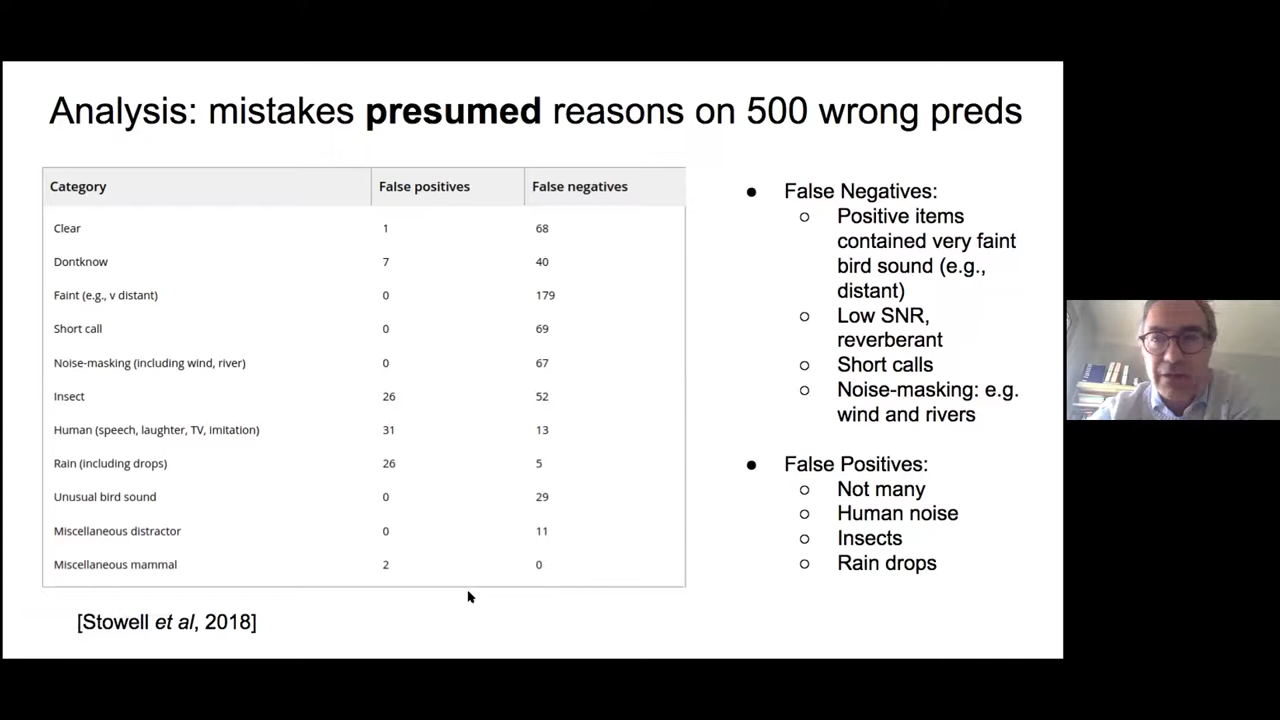 Analysis: mistakes presumed reasons on 500 wrong preds
Category False positives False negatives
Clear 1 68
Dontknow 7 40
Faint (e.g., v distant) 0 179
Short call 0 69
Noise-masking (including wind, river) 0 67
Insect 26 52
Human (speech, laughter, TV, imitation) 31 13
Rain (including drops) 26 5
Unusual bird sound 0 29
Miscellaneous distractor 0 11
Miscellaneous mammal 2 0
[Stowell et al, 2018]
● False Negatives:
○ Positive items
contained very faint
bird sound (e.g.,
distant)
○ Low SNR,
reverberant
○ Short calls
○ Noise-masking: e.g.
wind and rivers
● False Positives:
○ Not many
○ Human noise
○ Insects
○ Rain drops